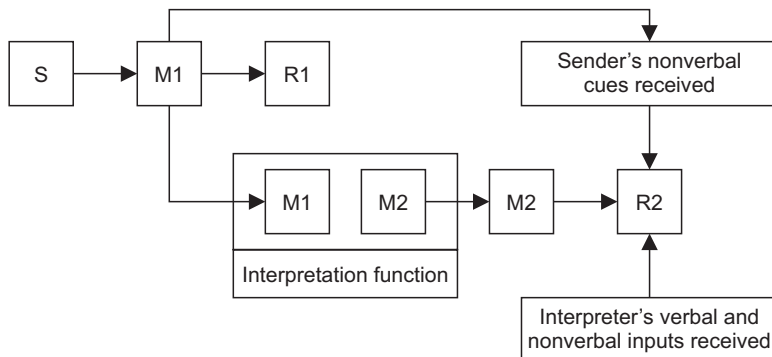 S
M1
R1
Sender’s nonverbal
cues received
M1
M2
M2
R2
Interpretation function
Interpreter’s verbal and
nonverbal inputs received